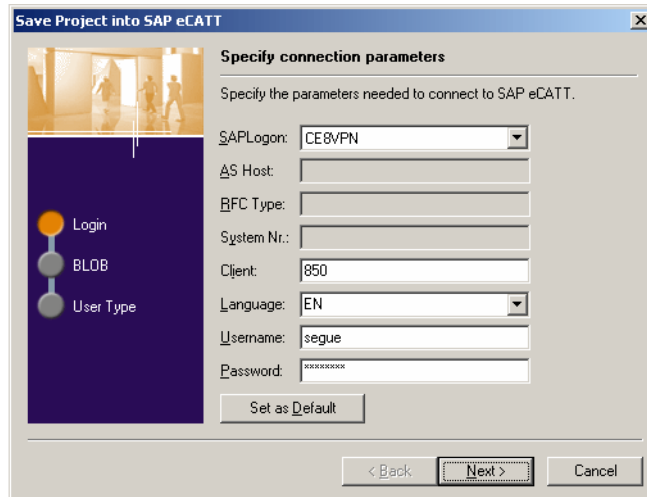 Save Project into SAP eCATT
Specify connection parameters
Specify the parameters needed to connect to SAP eCATT.
SAPLogon: CE8VPN
AS Host:
RFC Type:
System Nr.:
Client: 850
Language: EN
Username: segue
Password: ********
Set as Default
Login
BLOB
User Type
< Back Next > Cancel